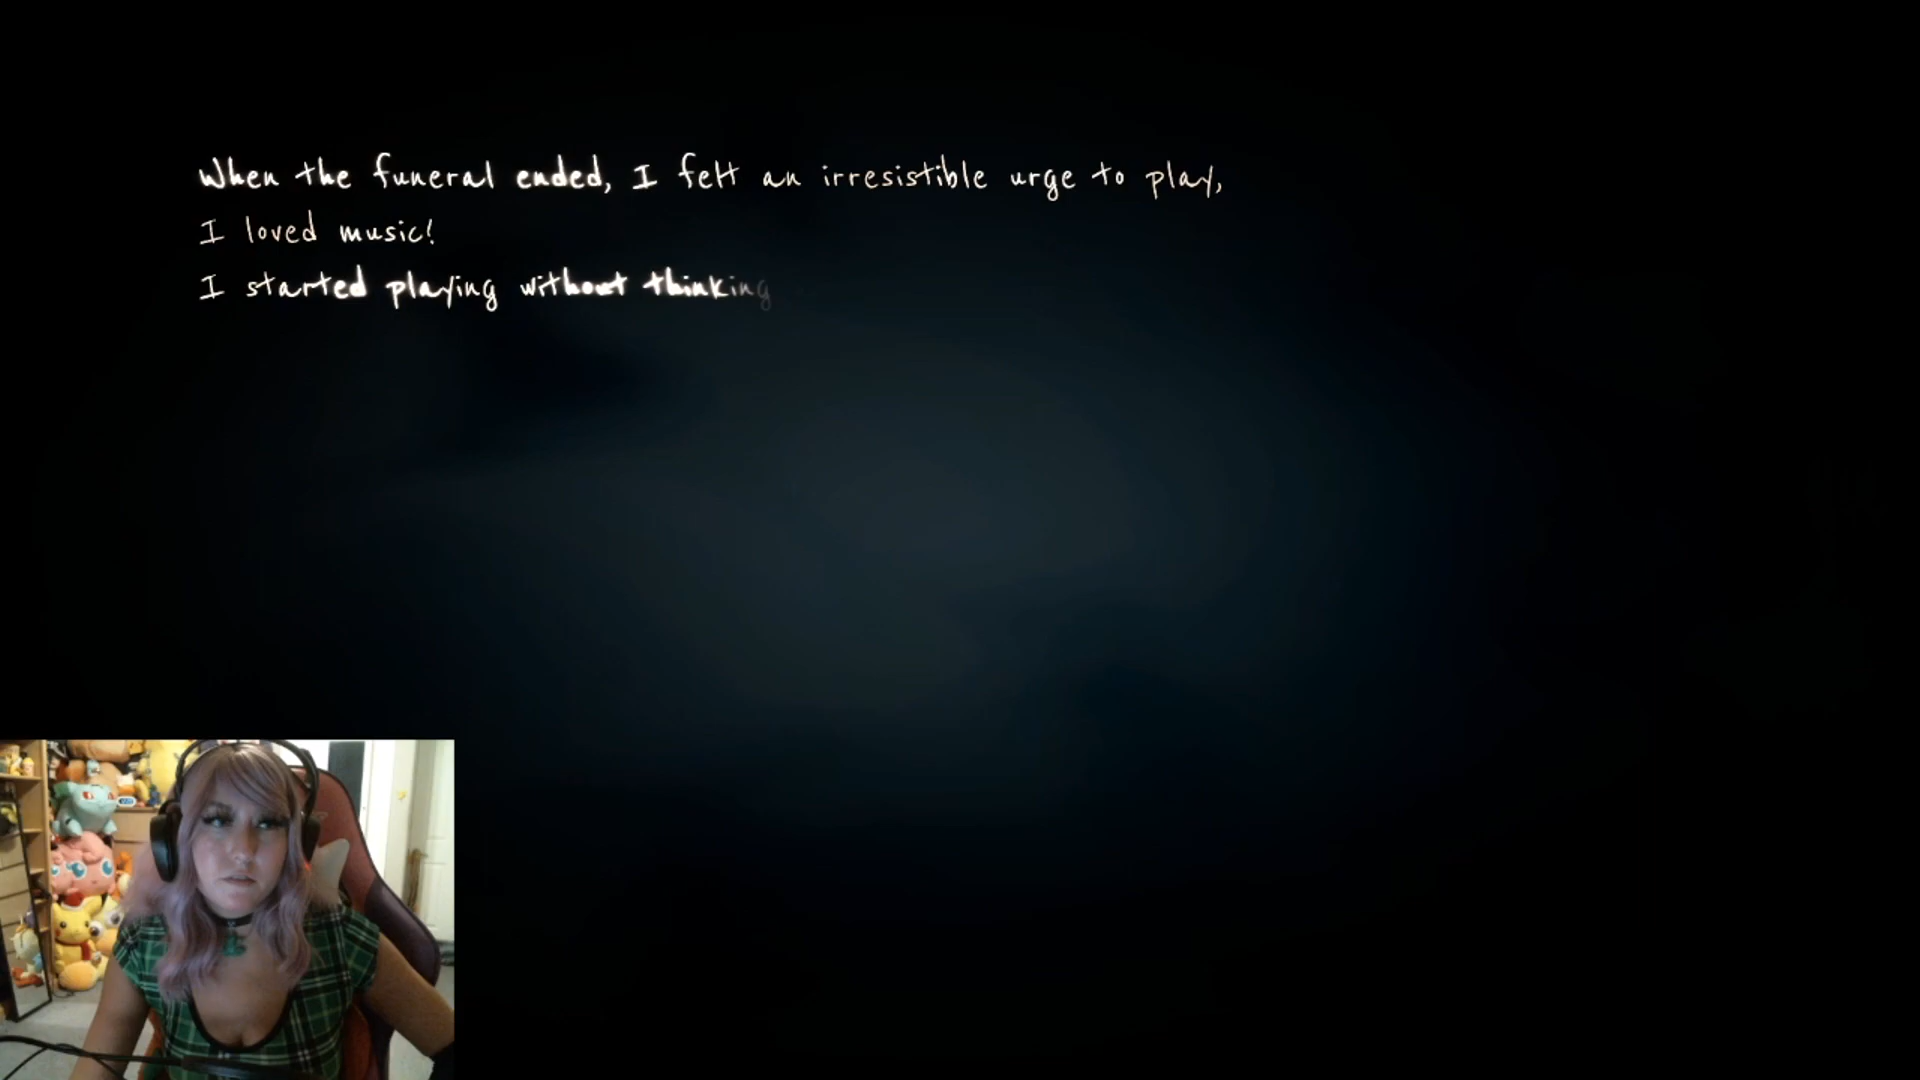 When the funeral ended, I felt an irresistible urge to play,
I loved music!
I started playing without thinking